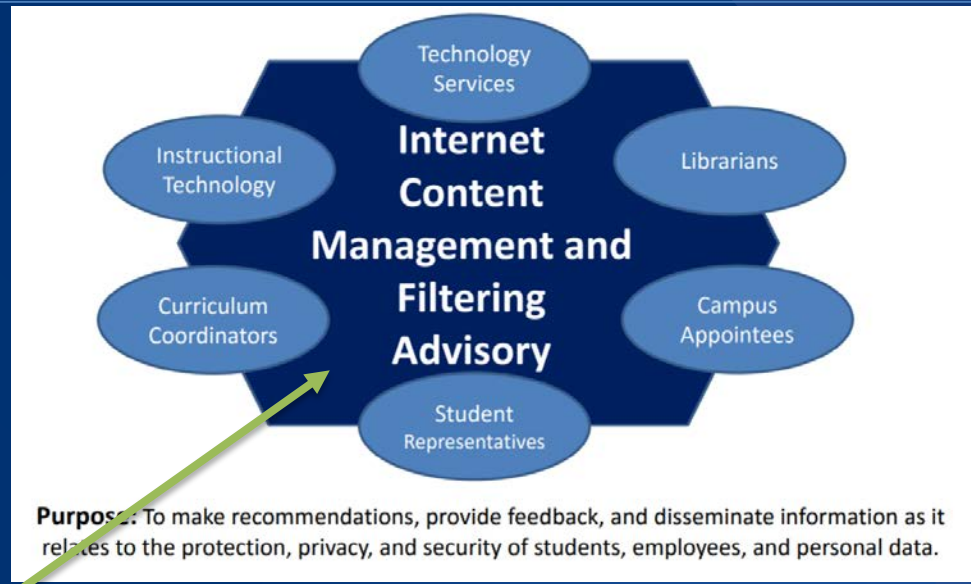 Technology
Services
Internet
Content
Management and
Filtering
Advisory
Instructional
Technology
Librarians
Curriculum
Coordinators
Campus
Appointees
Student
Representatives
Purpose: To make recommendations, provide feedback, and disseminate information as it
relates to the protection, privacy, and security of students, employees, and personal data.